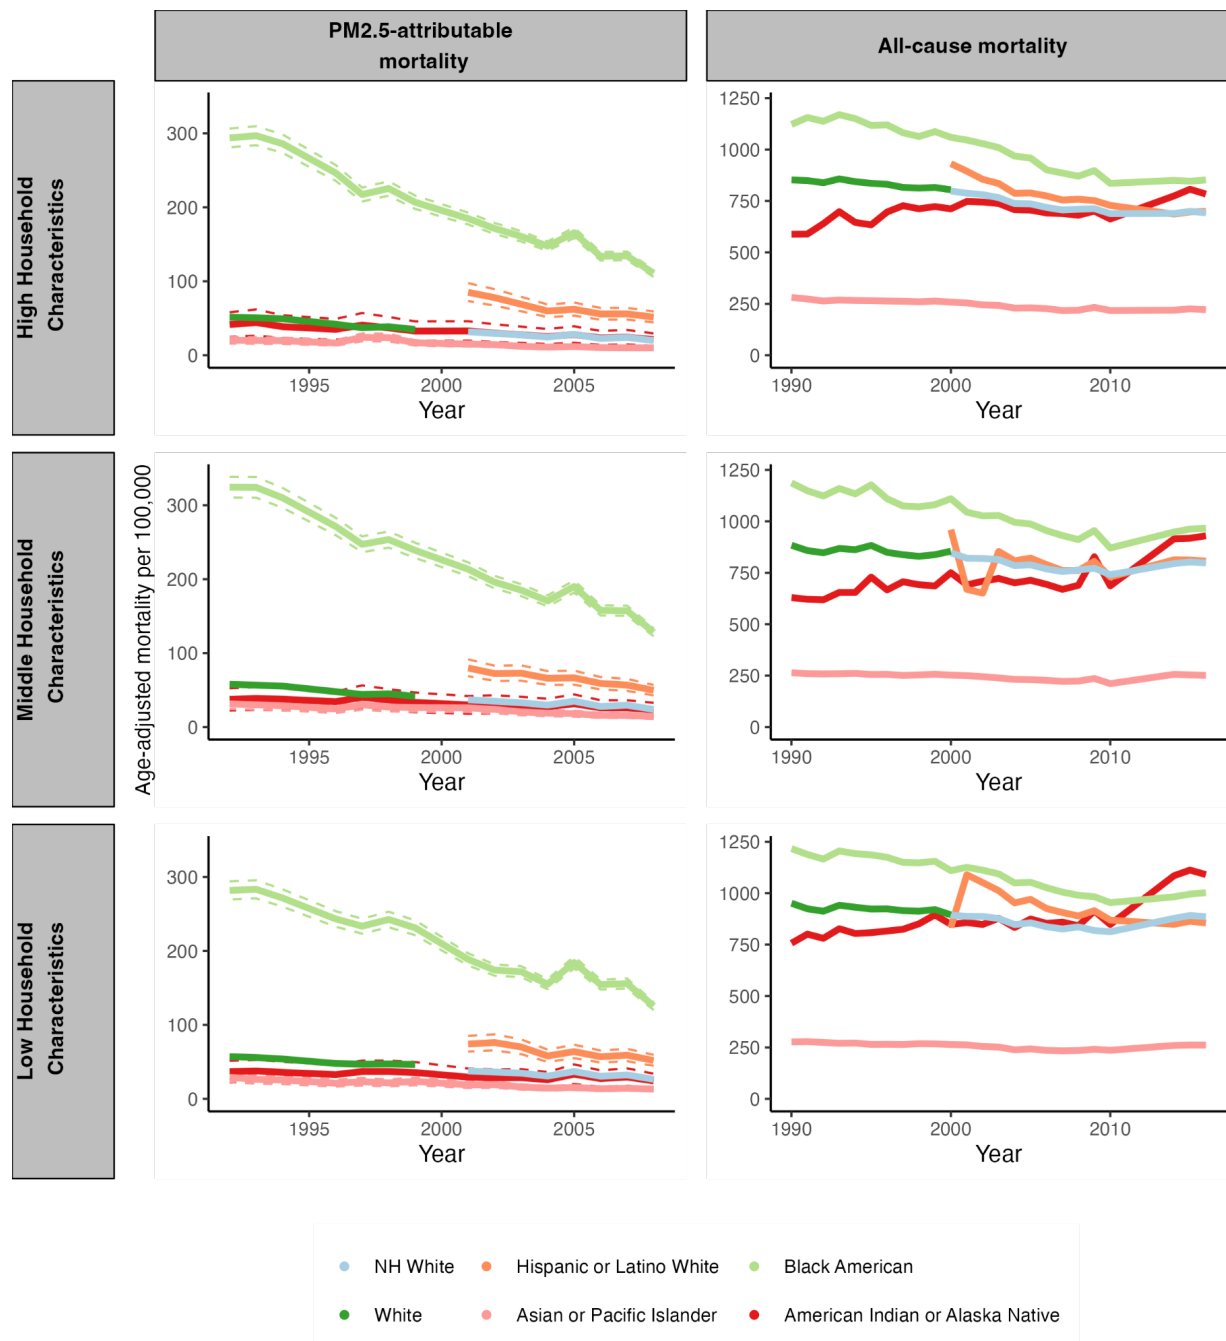 PM2.5-attributable
mortality
All-cause mortality
High Household
Characteristics
300
200
100
0
1995
2000
2005
Year
1250
1000
750
500
250
0
1990
2000
2010
Year
Middle Household
Characteristics
Age-adjusted mortality per 100,000
300
200
100
0
1995
2000
2005
Year
1250
1000
750
500
250
0
1990
2000
2010
Year
Low Household
Characteristics
300
200
100
0
1995
2000
2005
Year
1250
1000
750
500
250
0
1990
2000
2010
Year
NH White
Hispanic or Latino White
Black American
White
Asian or Pacific Islander
American Indian or Alaska Native